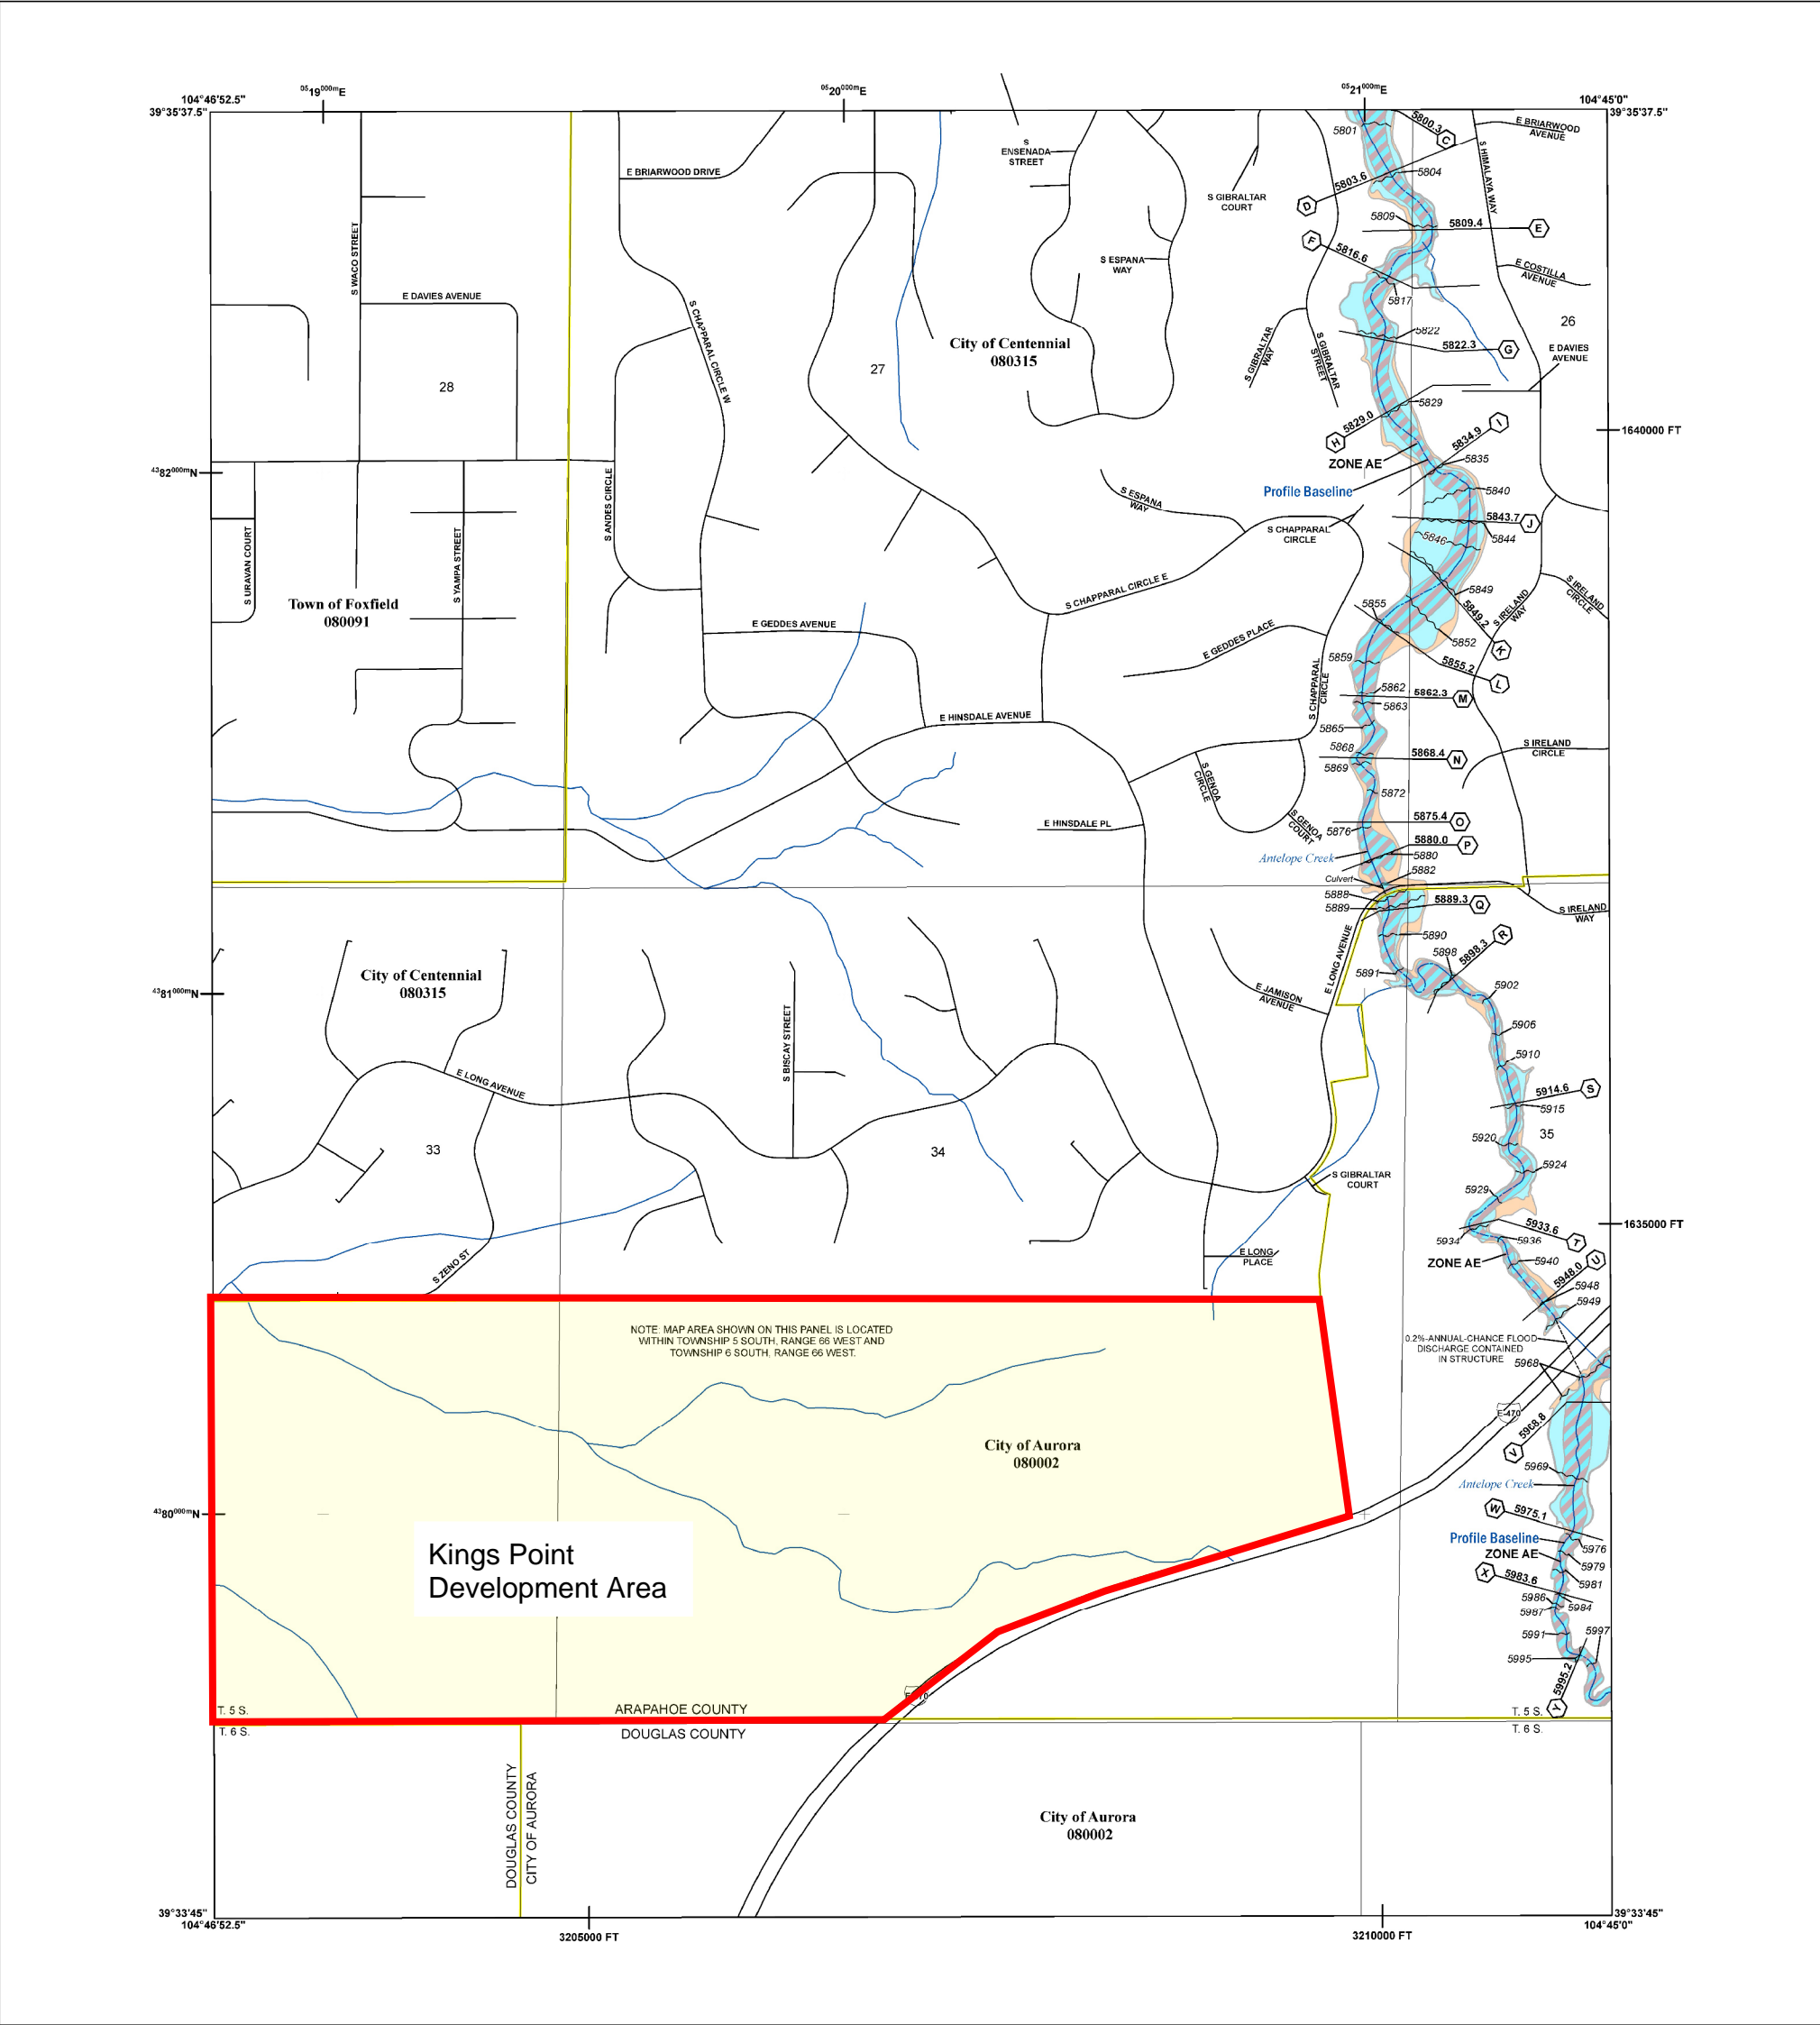 104°46'52.5"
39°35'37.5"
0519000mE
0520000mE
0521000mE
104°45'0"
39°35'37.5"
S WACO STREET
E DAVIES AVENUE
28
E BRIARWOOD DRIVE
S CHAPPARAL CIRCLE W
27
S
ENSENADA
STREET
S ESPANA
WAY
City of Centennial
080315
S GIBRALTAR
COURT
S GIBRALTAR
WAY
S GIBRALTAR
STREET
5801
5800.3
C
E BRIARWOOD
AVENUE
S HIMALAYA WAY
5804
5803.6
D
5809
5809.4
E
F
5816.6
5817
E COSTILLA
AVENUE
26
5822
5822.3
G
E DAVIES
AVENUE
5829
5829.0
H
5834.9
I
ZONE AE
5835
Profile Baseline
5840
1640000 FT
4382000mN
S URAVAN COURT
S YAMPA STREET
Town of Foxfield
080091
S ANDES CIRCLE
S ESPANA
WAY
S CHAPPARAL
CIRCLE
5843.7
J
5844
5846
5849
5849.2
K
S IRELAND
WAY
S IRELAND
CIRCLE
S CHAPPARAL CIRCLE E
E GEDDES AVENUE
E GEDDES PLACE
5855
5852
5855.2
L
5859
5862
5862.3
M
5863
S CHAPPARAL
CIRCLE
E HINSDALE AVENUE
5865
5868
5868.4
N
5869
S IRELAND
CIRCLE
S GENOA
CIRCLE
5872
E HINSDALE PL
S GENOA
COURT
5875.4
O
5876
5880.0
P
Antelope Creek
5880
5882
Culvert
5888
5889
5889.3
Q
S IRELAND
WAY
5890
5898.3
R
5898
5891
E LONG AVENUE
E JAMISON
AVENUE
5902
5906
5910
City of Centennial
080315
4381000mN
S BISCAY STREET
E LONG AVENUE
33
34
5914.6
S
5915
35
5920
5924
S GIBRALTAR
COURT
5929
5933.6
T
1635000 FT
5934
5936
5940
ZONE AE
5948.0
U
5948
5949
S ZENO ST
E LONG
PLACE
NOTE: MAP AREA SHOWN ON THIS PANEL IS LOCATED
WITHIN TOWNSHIP 5 SOUTH, RANGE 66 WEST AND
TOWNSHIP 6 SOUTH, RANGE 66 WEST.
0.2%-ANNUAL-CHANCE FLOOD
DISCHARGE CONTAINED
IN STRUCTURE
5968
E-470
5968.8
V
5969
Antelope Creek
City of Aurora
080002
4380000mN
Kings Point
Development Area
W
5975.1
Profile Baseline
5976
ZONE AE
5979
X
5983.6
5981
5986
5984
5987
5991
5997
5995
5995.2
Y
T. 5 S.
ARAPAHOE COUNTY
T. 5 S.
T. 6 S.
DOUGLAS COUNTY
T. 6 S.
DOUGLAS COUNTY
CITY OF AURORA
City of Aurora
080002
39°33'45"
104°46'52.5"
3205000 FT
3210000 FT
39°33'45"
104°45'0"